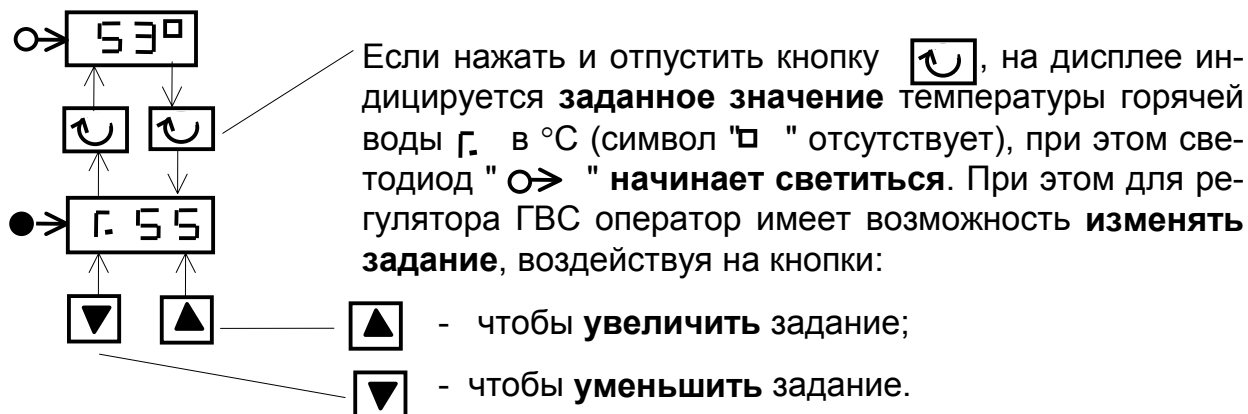 53°
Если нажать и отпустить кнопку , на дисплее ин-
дицируется заданное значение температуры горячей
воды г. в °C (символ "¤ " отсутствует), при этом све-
тодиод " О➔ " начинает светиться. При этом для ре-
г. 55
гулятора ГВС оператор имеет возможность изменять
задание, воздействуя на кнопки:
▲ - чтобы увеличить задание;
▼ - чтобы уменьшить задание.